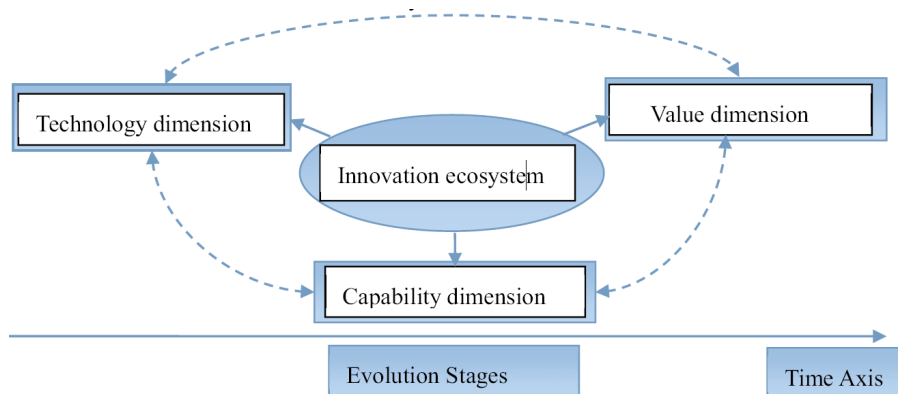 Technology dimension
Value dimension
Innovation ecosystem
Capability dimension
Evolution Stages
Time Axis